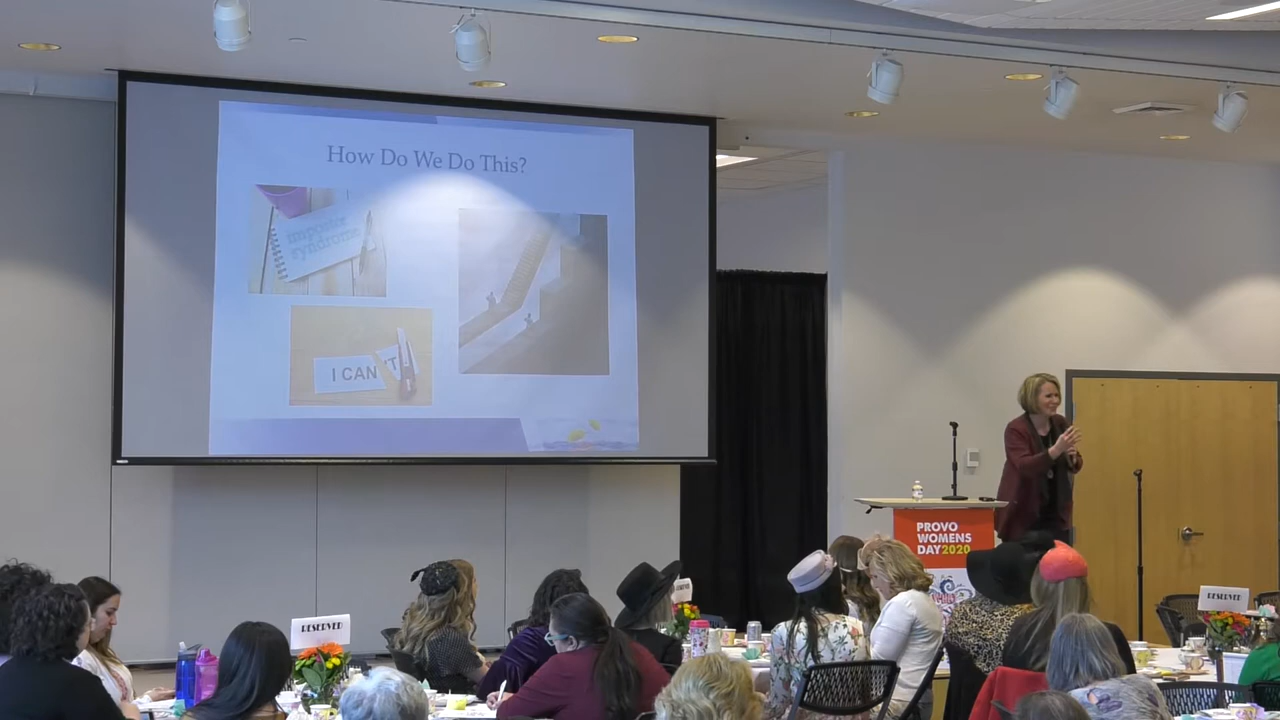 How Do We Do This?
imposter
syndrome
I CAN'T
PROVO
WOMENS
DAY2020
RESERVED
RESERVED